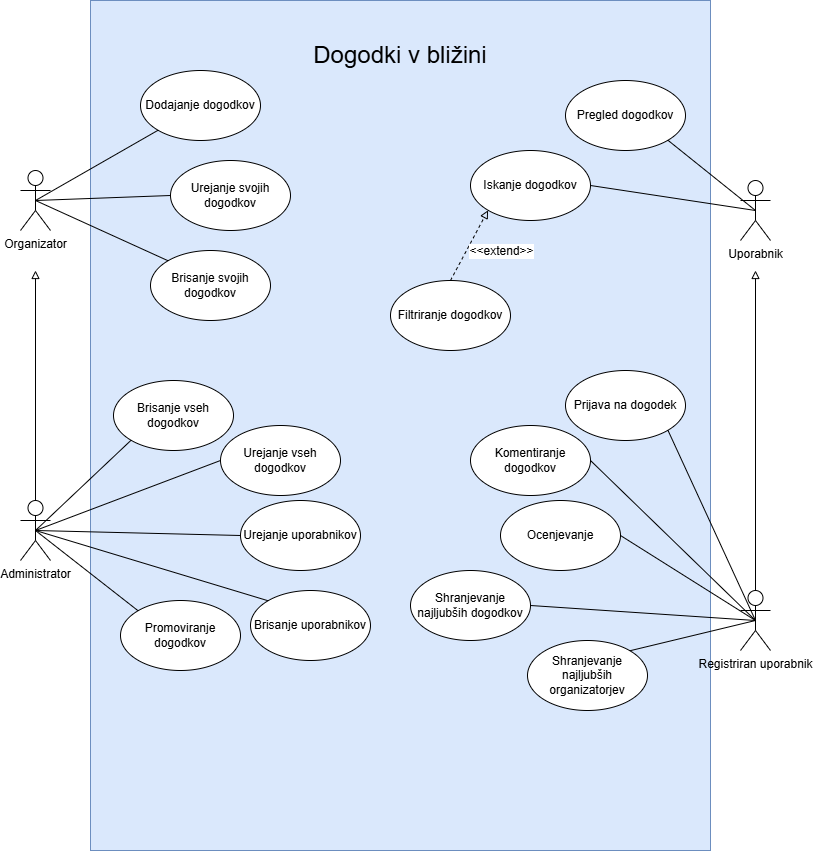 Dogodki v bližini
Dodajanje dogodkov
Pregled dogodkov
Urejanje svojih
dogodkov
Iskanje dogodkov
Organizator
Uporabnik
<<extend>>
Brisanje svojih
dogodkov
Filtriranje dogodkov
Brisanje vseh
dogodkov
Prijava na dogodek
Urejanje vseh
dogodkov
Komentiranje
dogodkov
Urejanje uporabnikov
Ocenjevanje
Administrator
Shranjevanje
najljubših dogodkov
Promoviranje
dogodkov
Brisanje uporabnikov
Shranjevanje
najljubših
organizatorjev
Registriran uporabnik